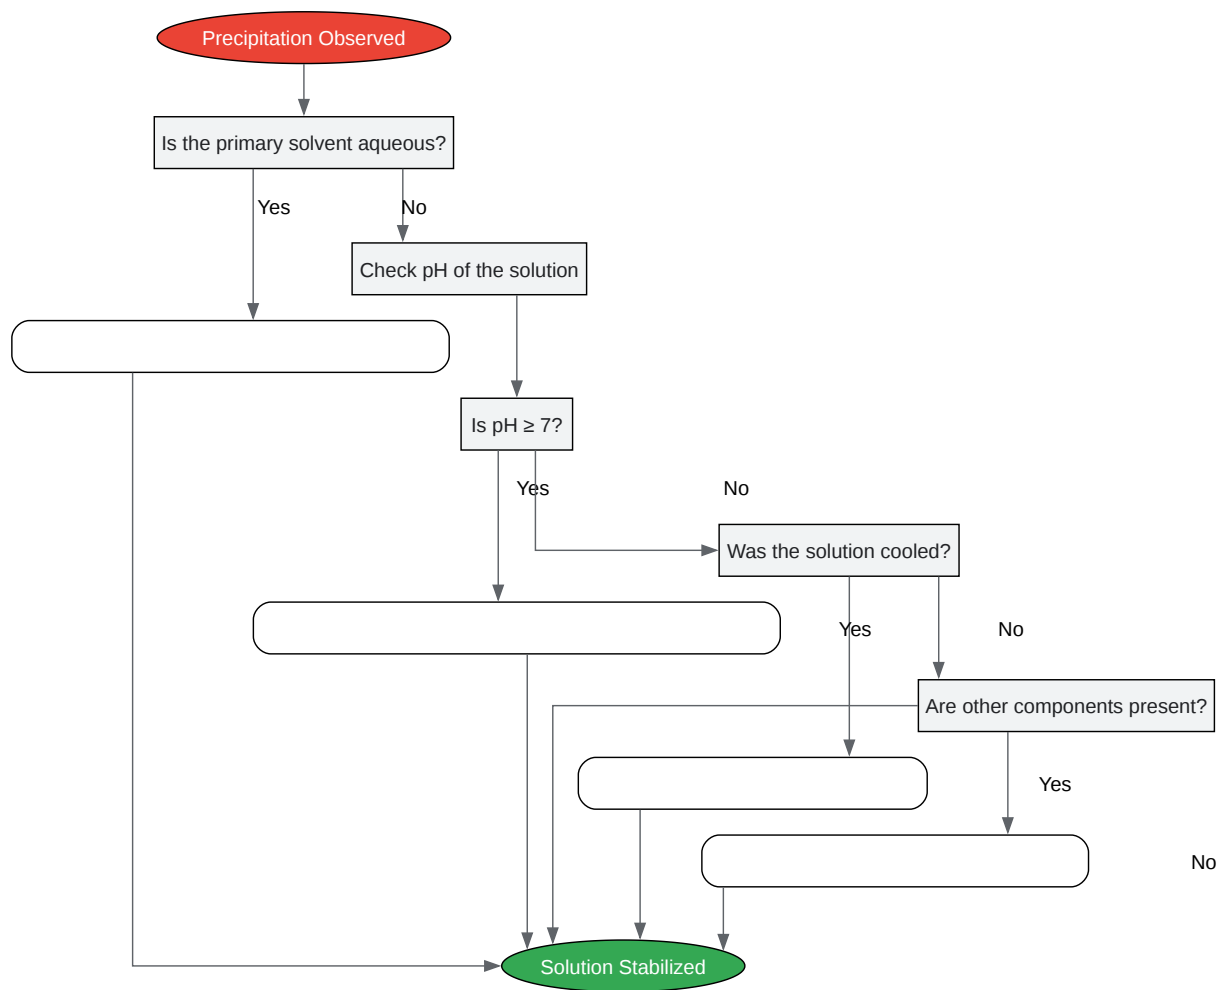 Precipitation Observed
Is the primary solvent aqueous?
Yes
No
Check pH of the solution
Is pH ≥ 7?
Yes
No
Was the solution cooled?
Yes
No
Are other components present?
Yes
No
Solution Stabilized